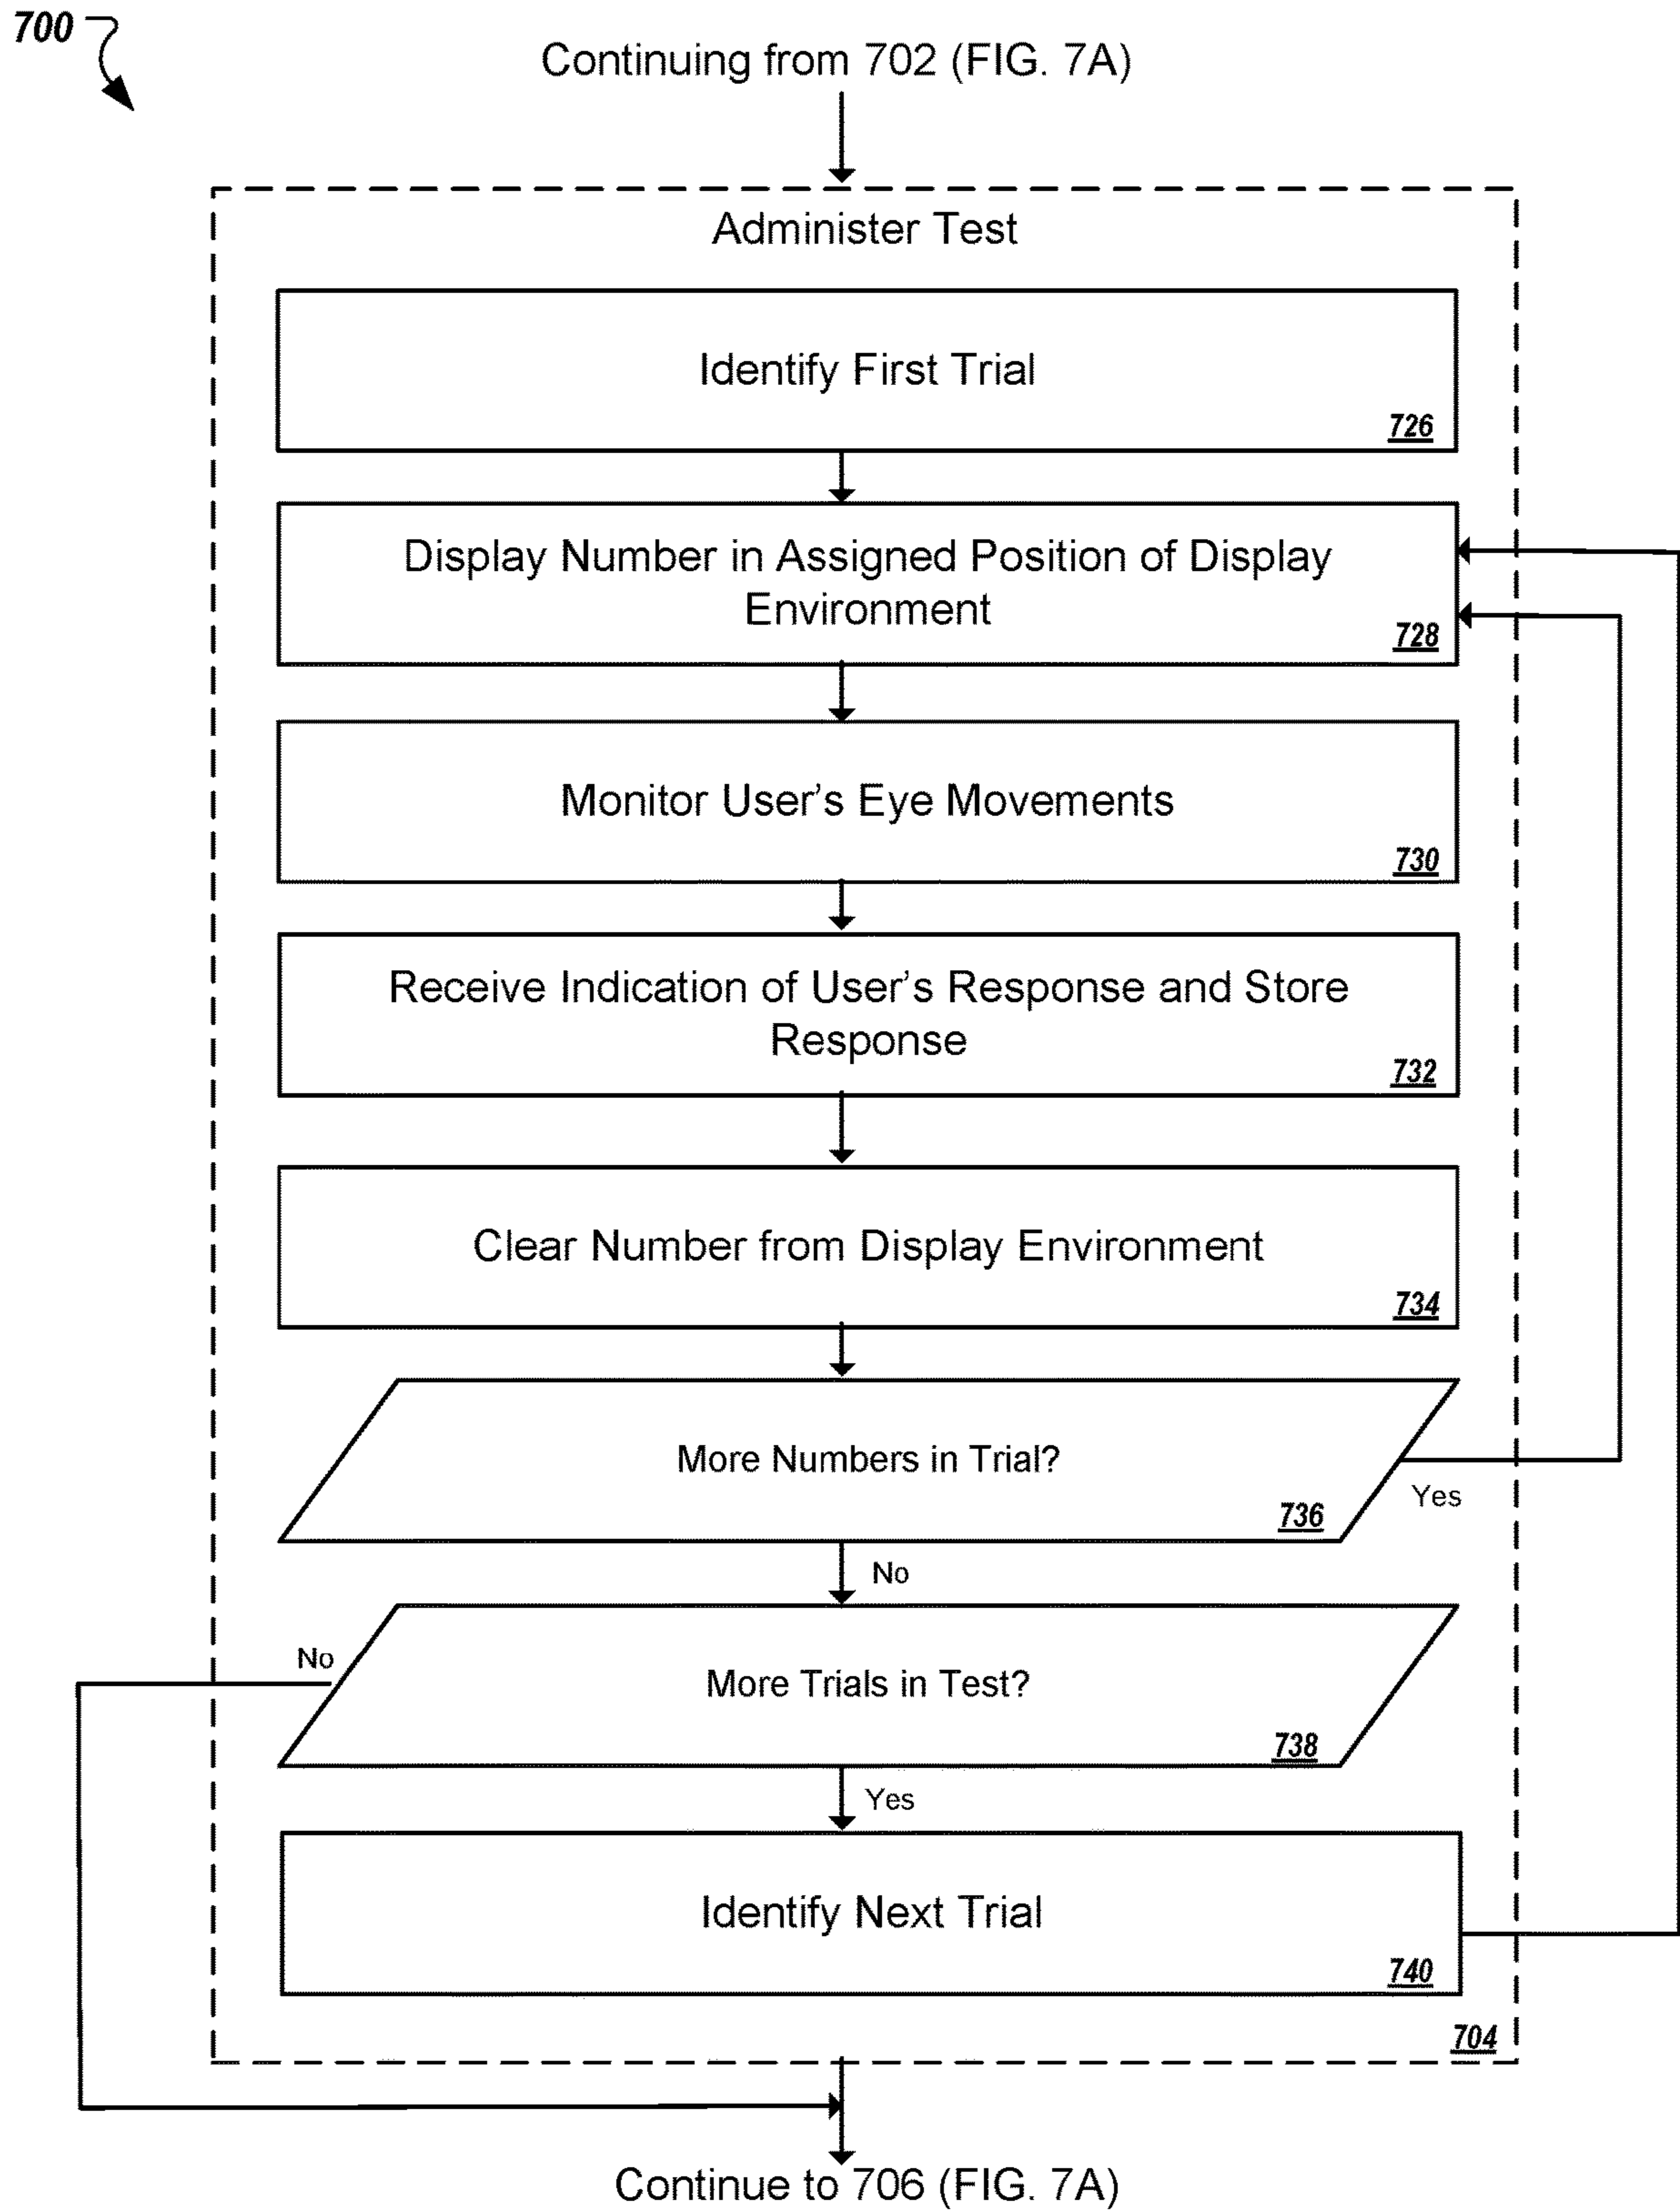 700
Continuing from 702 (FIG. 7A)
Administer Test
Identify First Trial
726
Display Number in Assigned Position of Display
Environment
728
Monitor User's Eye Movements
730
Receive Indication of User's Response and Store
Response
732
Clear Number from Display Environment
734
More Numbers in Trial?
736
Yes
No
No
More Trials in Test?
738
Yes
Identify Next Trial
740
704
Continue to 706 (FIG. 7A)